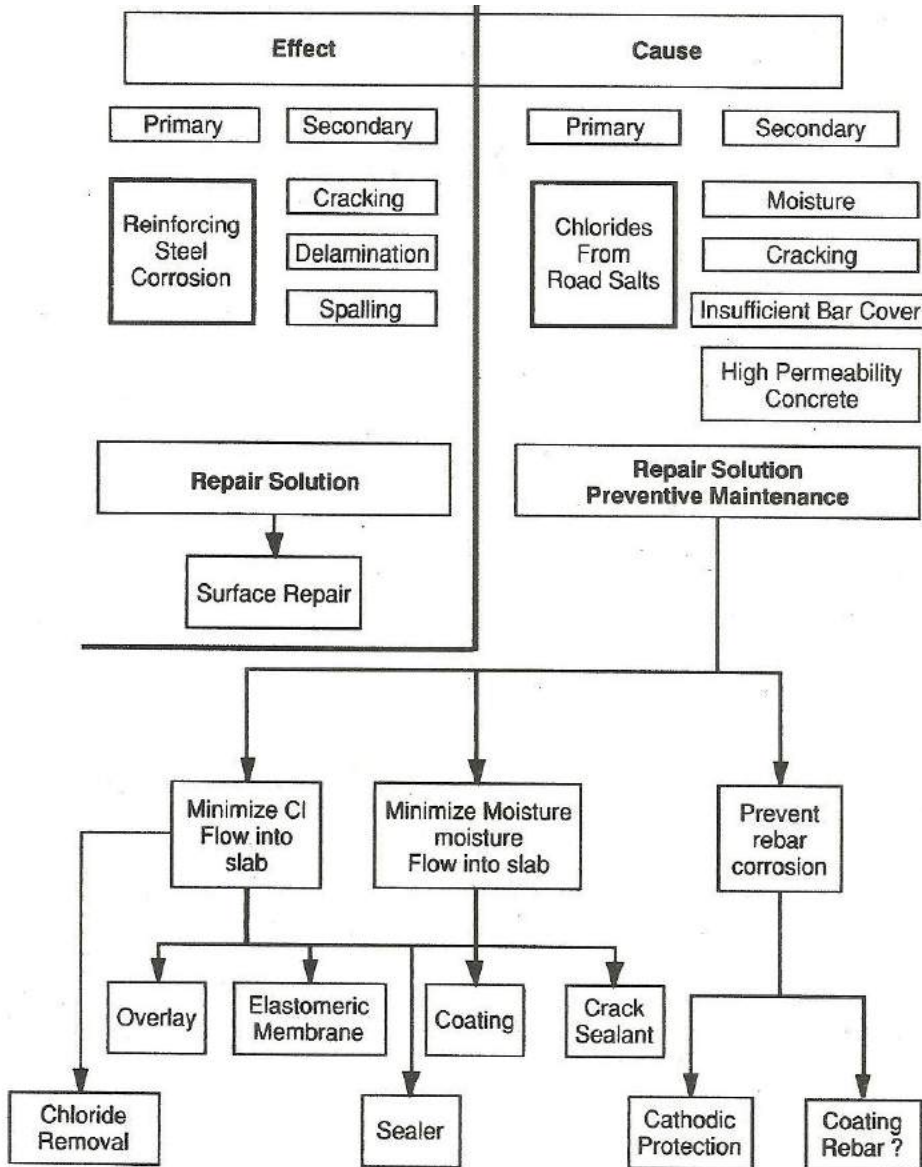 Effect
Cause
Primary
Secondary
Primary
Secondary
Reinforcing
Steel
Corrosion
Cracking
Delamination
Spalling
Chlorides
From
Road Salts
Moisture
Cracking
Insufficient Bar Cover
High Permeability
Concrete
Repair Solution
Repair Solution
Preventive Maintenance
Surface Repair
Minimize Cl
Flow into
slab
Minimize Moisture
moisture
Flow into slab
Prevent
rebar
corrosion
Overlay
Elastomeric
Membrane
Coating
Crack
Sealant
Chloride
Removal
Sealer
Cathodic
Protection
Coating
Rebar ?